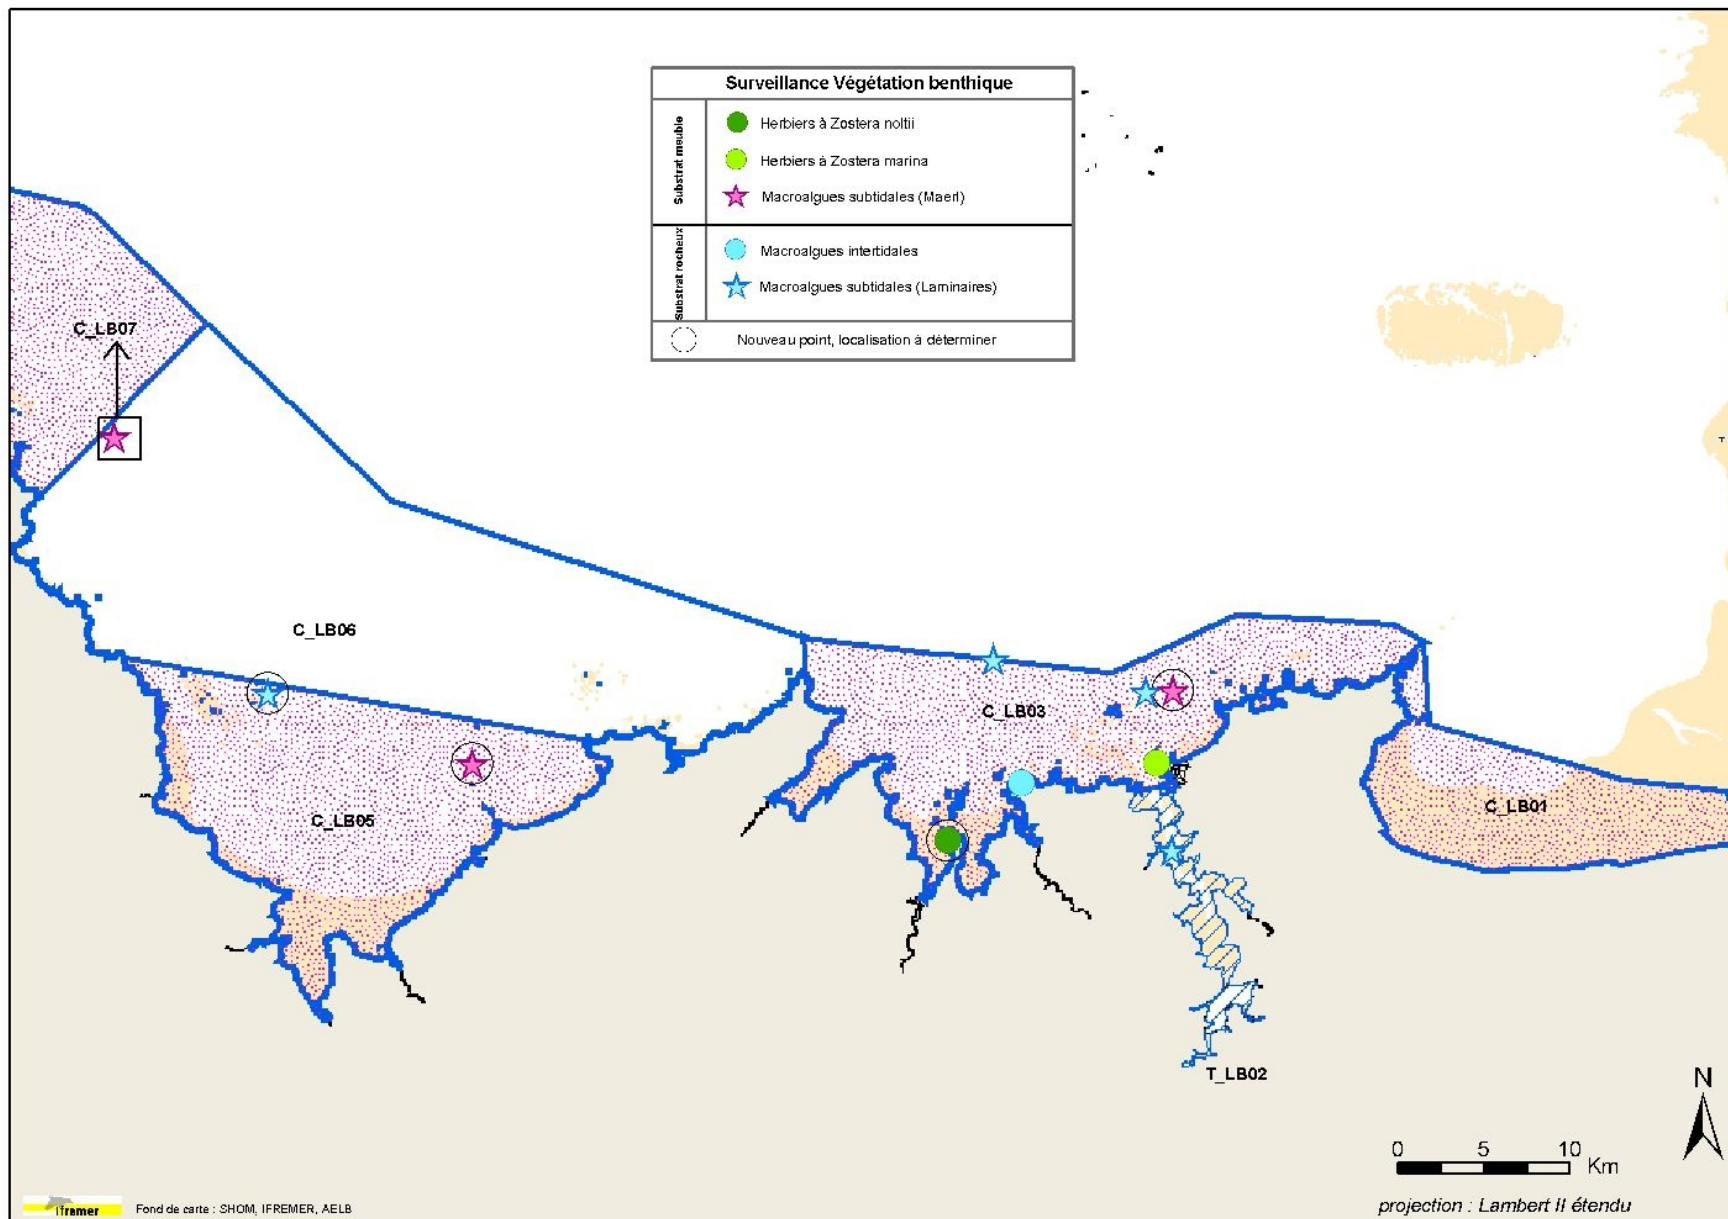 Surveillance Végétation benthique
Substrat meuble
Herbiers à Zostera noltii
Herbiers à Zostera marina
Macroalgues subtidales (Maerl)
Substrat rocheux
Macroalgues intertidales
Macroalgues subtidales (Laminaires)
Nouveau point, localisation à déterminer
C_LB07
C_LB06
C_LB03
C_LB05
C_LB01
T_LB02
N
0 5 10 Km
projection : Lambert II étendu
Ifremer
Fond de carte : SHOM, IFREMER, AELB